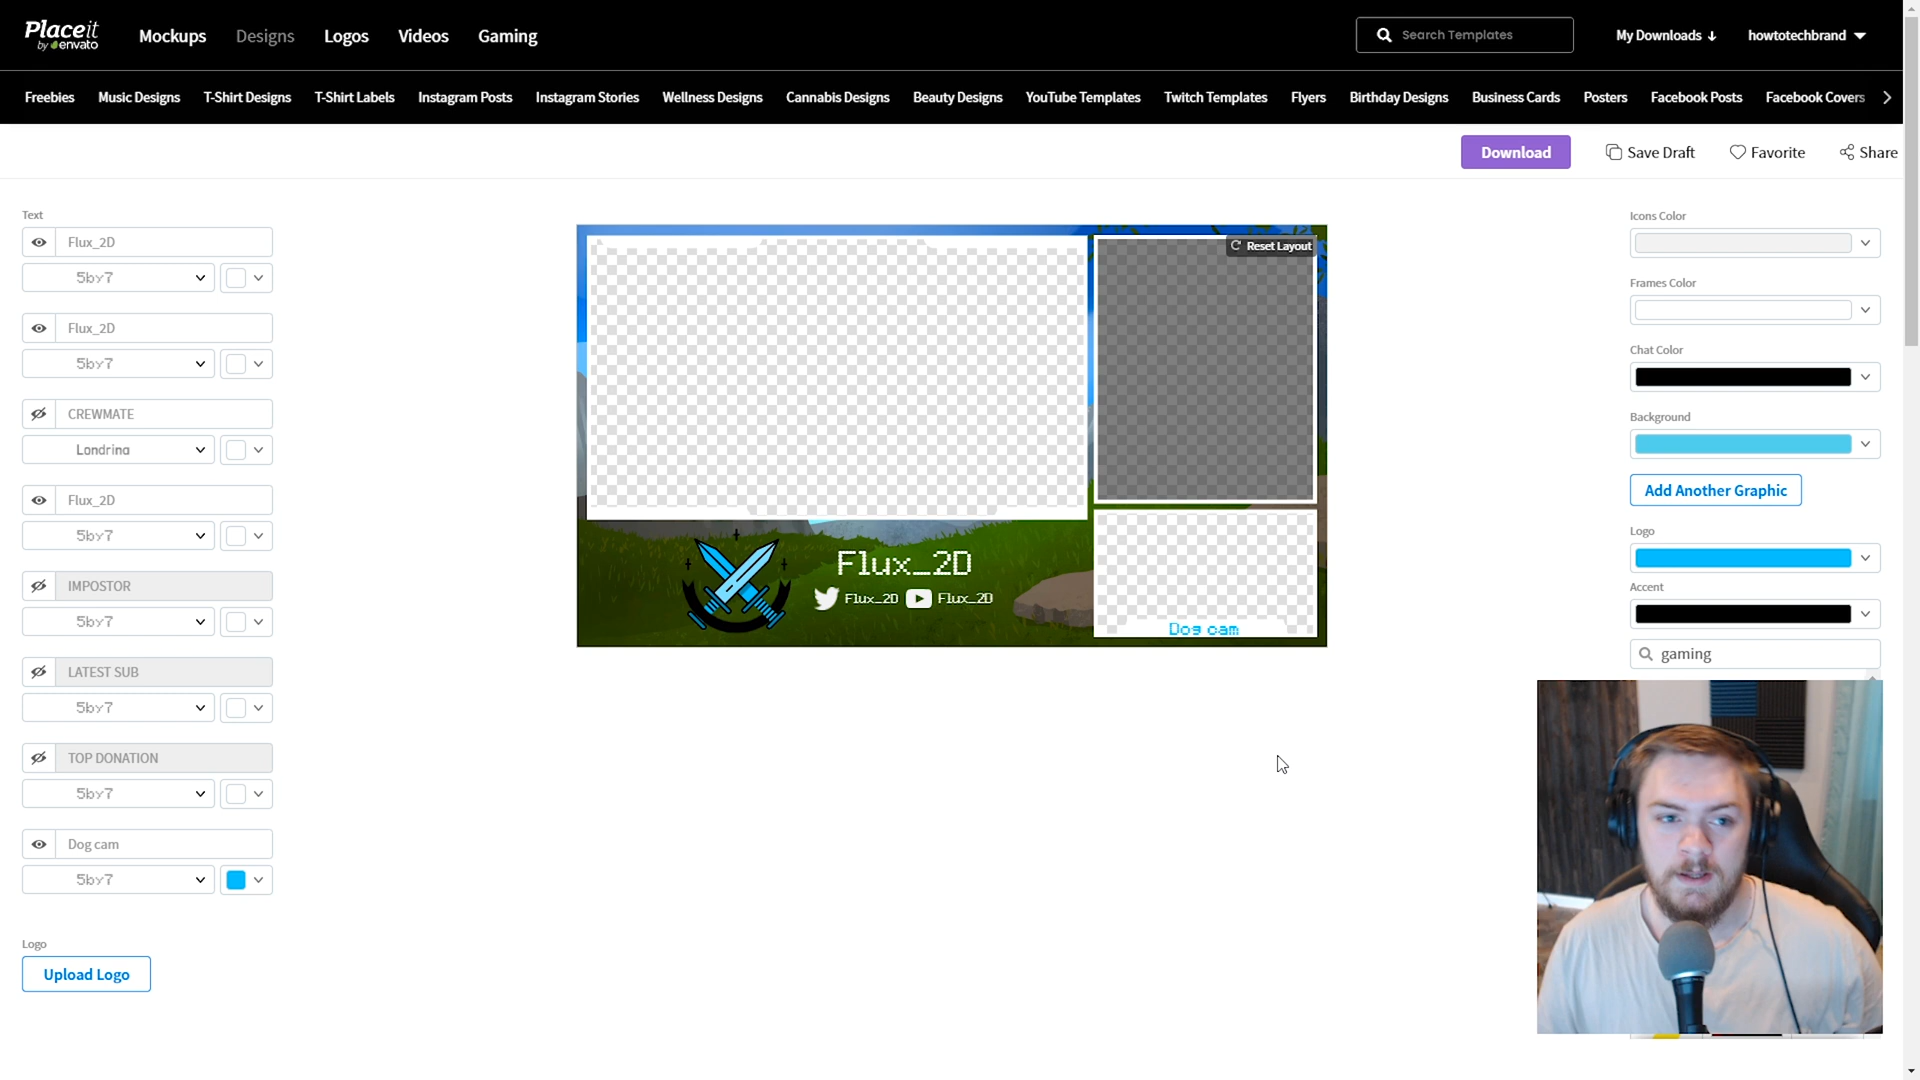 Placeit
by envato
Mockups
Designs
Logos
Videos
Gaming
Search Templates
My Downloads
howtotechbrand
Freebies
Music Designs
T-Shirt Designs
T-Shirt Labels
Instagram Posts
Instagram Stories
Wellness Designs
Cannabis Designs
Beauty Designs
YouTube Templates
Twitch Templates
Flyers
Birthday Designs
Business Cards
Posters
Facebook Posts
Facebook Covers
Download
Save Draft
Favorite
Share
Text
Flux_2D
5by7
Flux_2D
5by7
CREWMATE
Londrina
Flux_2D
5by7
IMPOSTOR
5by7
LATEST SUB
5by7
TOP DONATION
5by7
Dog cam
5by7
Logo
Upload Logo
Reset Layout
Flux_2D
Flux_2D
Flux_2D
Dog cam
Icons Color
Frames Color
Chat Color
Background
Add Another Graphic
Logo
Accent
gaming